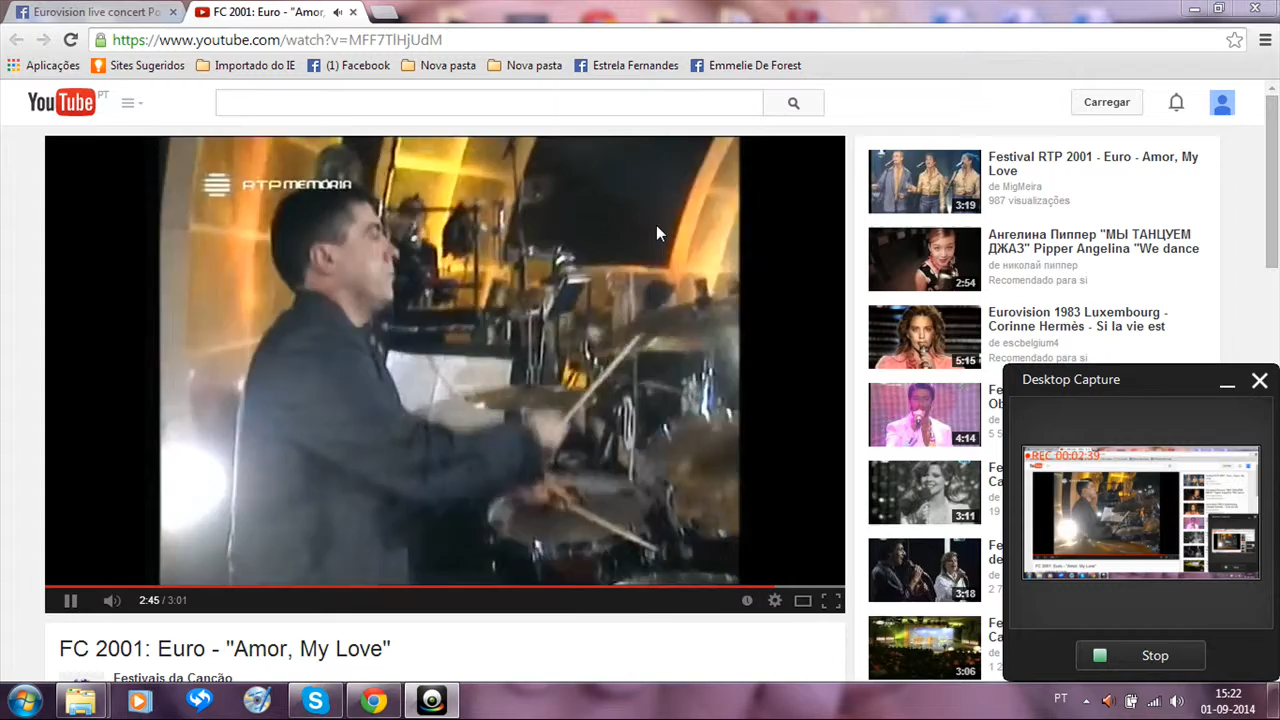 Eurovision live concert Po
FC 2001: Euro - "Amor,
https://www.youtube.com/watch?v=MFF7TlHjUdM
Aplicações
Sites Sugeridos
Importado do IE
(1) Facebook
Nova pasta
Nova pasta
Estrela Fernandes
Emmelie De Forest
YouTube PT
Carregar
RTP MEMÓRIA
2:45 / 3:01
FC 2001: Euro - "Amor, My Love"
Festivais da Canção
3:19
Festival RTP 2001 - Euro - Amor, My
Love
de MigMeira
987 visualizações
2:54
Ангелина Пиппер "МЫ ТАНЦУЕМ
ДЖАЗ" Pipper Angelina "We dance
de николай пиппер
Recomendado para si
5:15
Eurovision 1983 Luxembourg -
Corinne Hermès - Si la vie est
de escbelgium4
Recomendado para si
4:14
3:11
3:18
3:06
Desktop Capture
REC 00:02:39
FC 2001: Euro - "Amor, My Love"
Stop
PT
15:22
01-09-2014